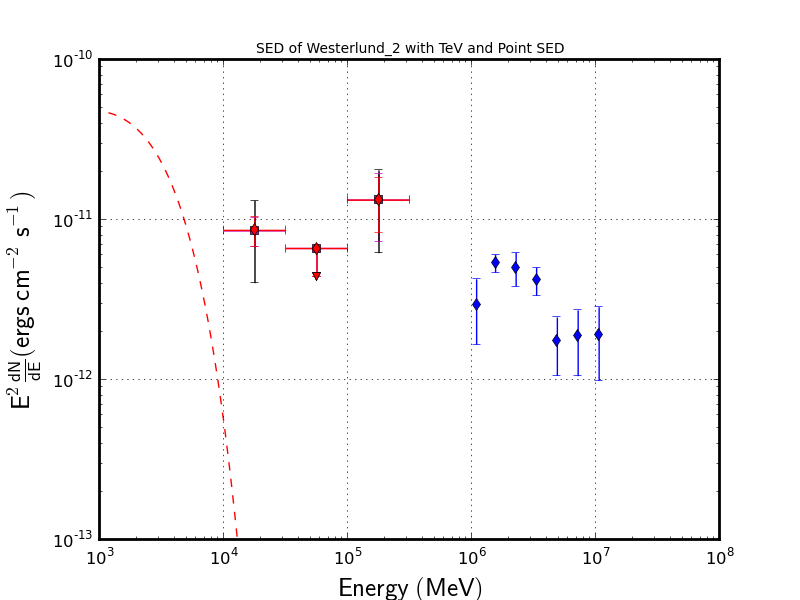 SED of Westerlund_2 with TeV and Point SED
10^-10
10^-11
10^-12
10^-13
E^2 dN/dE (ergs cm^-2 s^-1)
10^3 10^4 10^5 10^6 10^7 10^8
Energy (MeV)